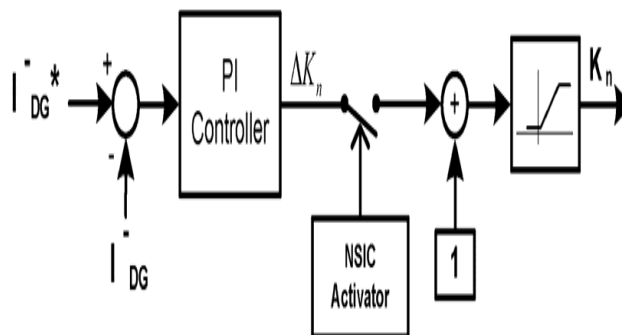 I⁻DG*
+
-
I⁻DG
PI
Controller
ΔKn
NSIC
Activator
+
1
Kn